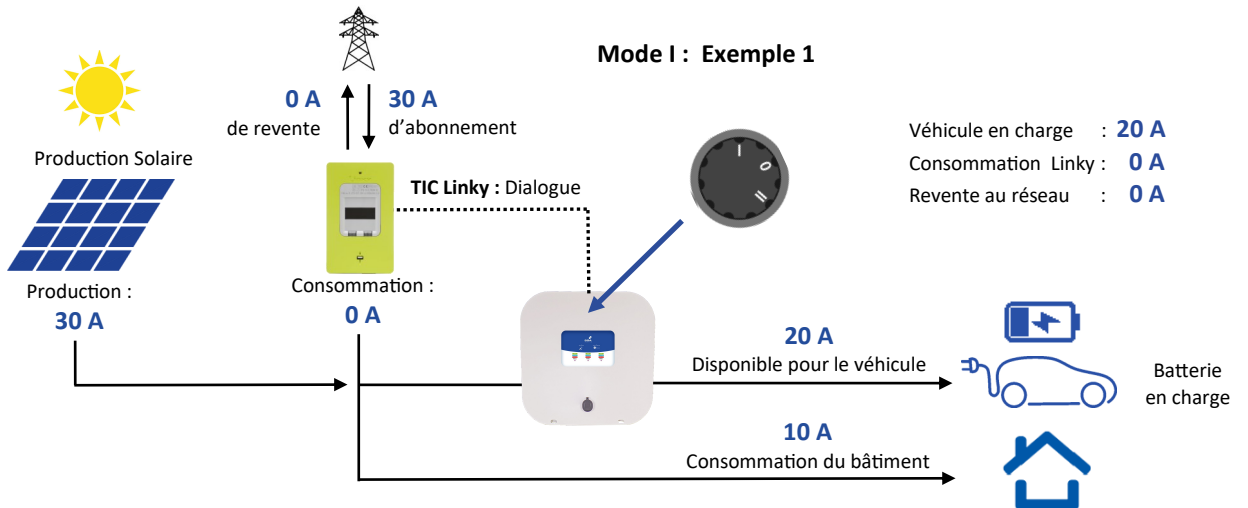 Mode I : Exemple 1
0 A
de revente
30 A
d'abonnement
Production Solaire
TIC Linky : Dialogue
I
O
II
Véhicule en charge : 20 A
Consommation Linky : 0 A
Revente au réseau : 0 A
Production :
30 A
Consommation :
0 A
20 A
Disponible pour le véhicule
Batterie
en charge
10 A
Consommation du bâtiment